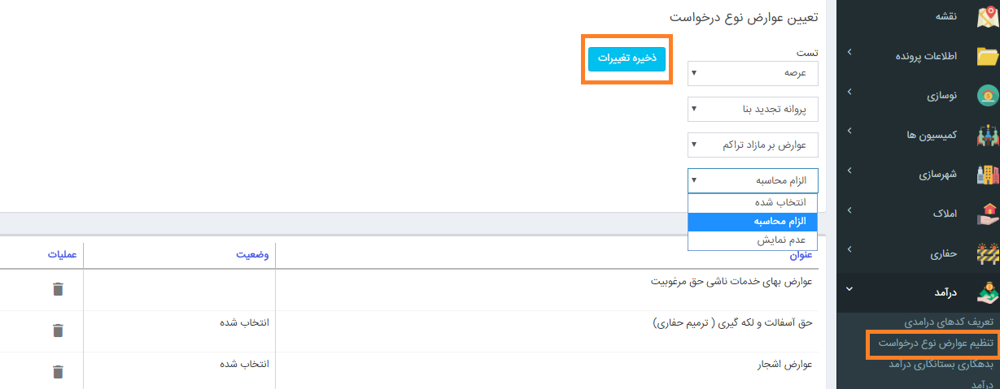 نقشه
اطلاعات پرونده
نوسازی
کمیسیون ها
شهرسازی
املاک
حفاری
درآمد
تعریف کدهای درامدی
تنظیم عوارض نوع درخواست
بدهکاری بستانکاری درآمد
درآمد
تعیین عوارض نوع درخواست
تست
ذخیره تغییرات
عرصه
پروانه تجدید بنا
عوارض بر مازاد تراکم
الزام محاسبه
انتخاب شده
الزام محاسبه
عدم نمایش
عنوان وضعیت عملیات
عوارض بهای خدمات ناشی حق مرغوبیت
حق آسفالت و لکه گیری ( ترمیم حفاری) انتخاب شده
عوارض اشجار انتخاب شده